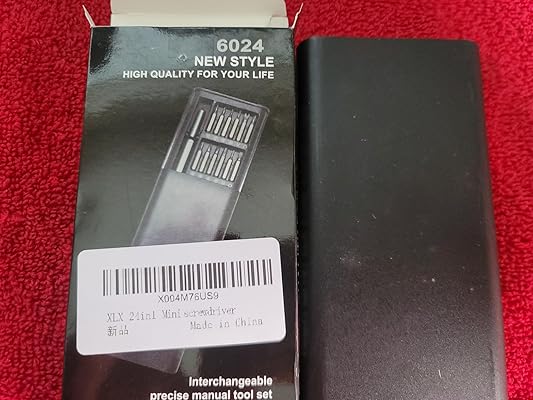 6024
NEW STYLE
HIGH QUALITY FOR YOUR LIFE
X004M76US9
XLX 24in1 Miniscrewdriver
新品 Made in China
Interchangeable
precise manual tool set